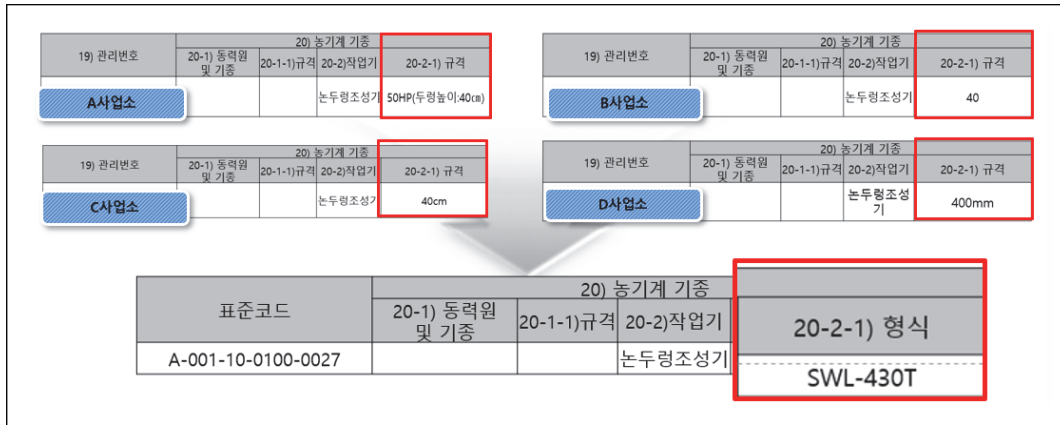 20) 농기계 기종
19) 관리번호
20-1) 동력원
및 기종
20-1-1)규격
20-2)작업기
20-2-1) 규격
A사업소
논두렁조성기
50HP(두렁높이:40㎝)
20) 농기계 기종
19) 관리번호
20-1) 동력원
및 기종
20-1-1)규격
20-2)작업기
20-2-1) 규격
B사업소
논두렁조성기
40
20) 농기계 기종
19) 관리번호
20-1) 동력원
및 기종
20-1-1)규격
20-2)작업기
20-2-1) 규격
C사업소
논두렁조성기
40cm
20) 농기계 기종
19) 관리번호
20-1) 동력원
및 기종
20-1-1)규격
20-2)작업기
20-2-1) 규격
D사업소
논두렁조성
기
400mm
20) 농기계 기종
표준코드
20-1) 동력원
및 기종
20-1-1)규격
20-2)작업기
20-2-1) 형식
A-001-10-0100-0027
논두렁조성기
SWL-430T